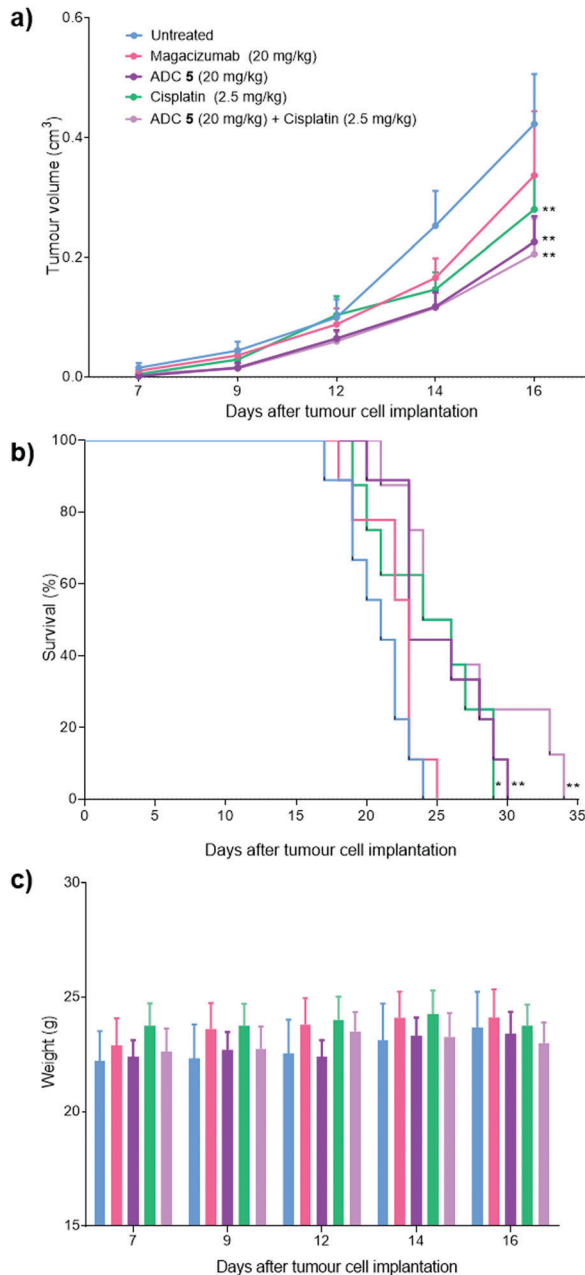 a)
Untreated
Magacizumab (20 mg/kg)
ADC 5 (20 mg/kg)
Cisplatin (2.5 mg/kg)
ADC 5 (20 mg/kg) + Cisplatin (2.5 mg/kg)
Tumour volume (cm³)
0.6
0.4
0.2
0.0
**
**
**
7 9 12 14 16
Days after tumour cell implantation
b)
Survival (%)
100
80
60
40
20
0
* ** **
0 5 10 15 20 25 30 35
Days after tumour cell implantation
c)
Weight (g)
30
25
20
15
7 9 12 14 16
Days after tumour cell implantation